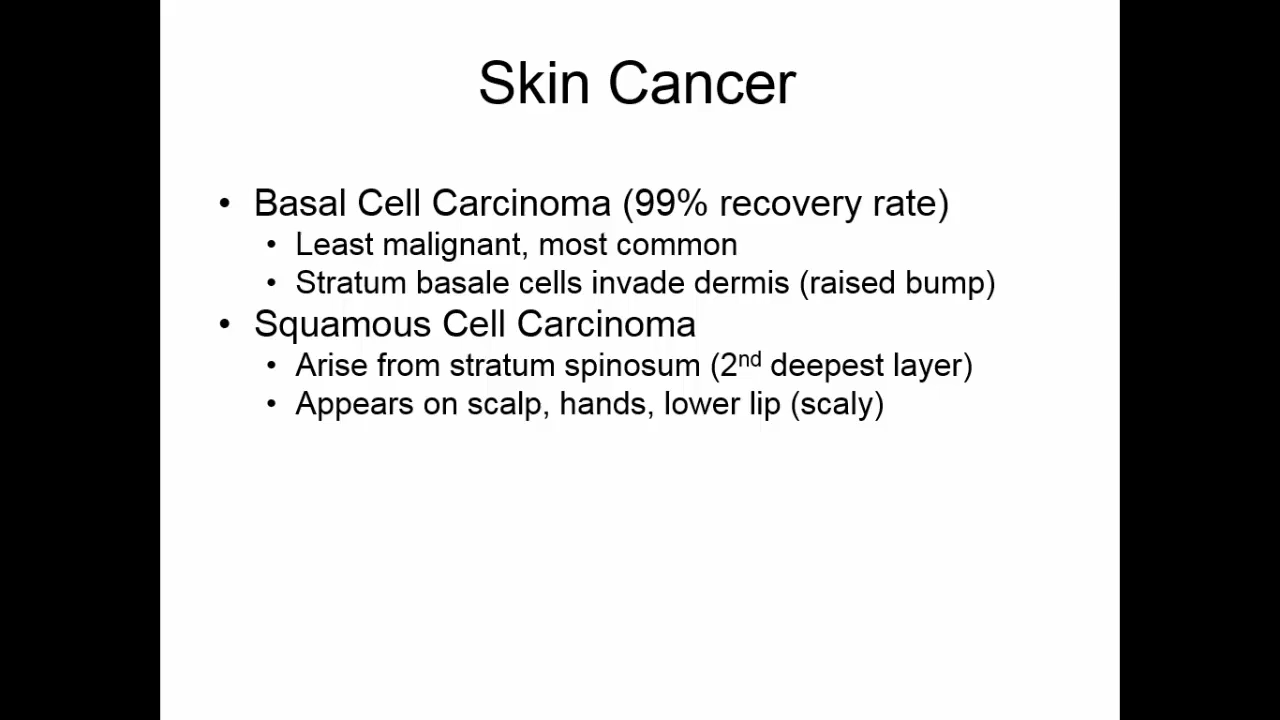 Skin Cancer
• Basal Cell Carcinoma (99% recovery rate)
• Least malignant, most common
• Stratum basale cells invade dermis (raised bump)
• Squamous Cell Carcinoma
• Arise from stratum spinosum (2nd deepest layer)
• Appears on scalp, hands, lower lip (scaly)